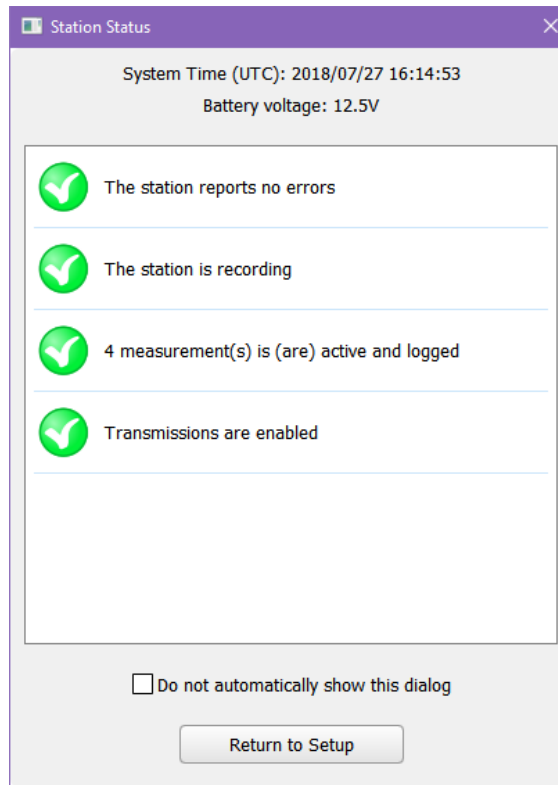 Station Status
System Time (UTC): 2018/07/27 16:14:53
Battery voltage: 12.5V
The station reports no errors
The station is recording
4 measurement(s) is (are) active and logged
Transmissions are enabled
Do not automatically show this dialog
Return to Setup